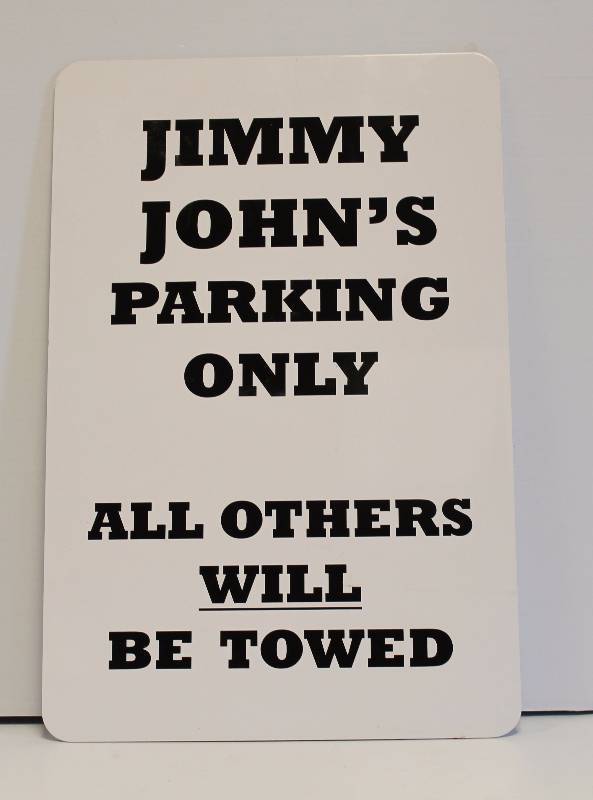 JIMMY
JOHN'S
PARKING
ONLY
ALL OTHERS
WILL
BE TOWED